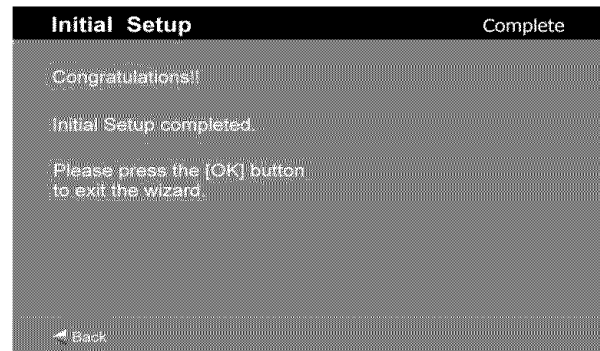 Initial Setup
Complete
Congratulations!!
Initial Setup completed.
Please press the [OK] button
to exit the wizard.
Back